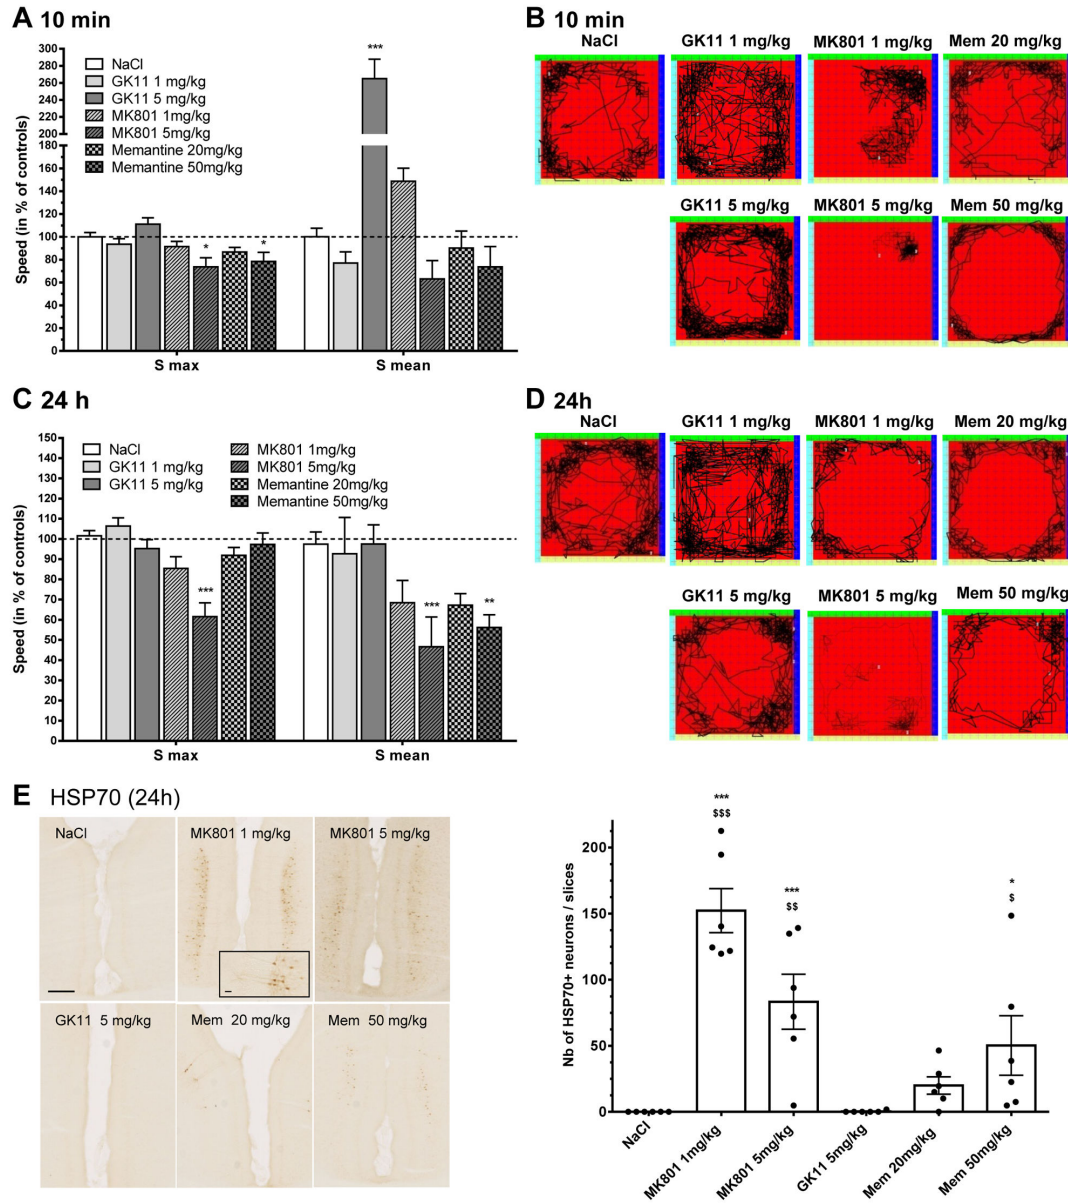 A 10 min
300
280
260
240
220
200
180
160
140
120
100
80
60
40
20
0
Speed (in % of controls)
NaCl
GK11 1 mg/kg
GK11 5 mg/kg
MK801 1mg/kg
MK801 5mg/kg
Memantine 20mg/kg
Memantine 50mg/kg
*
*
***
S max
S mean
B 10 min
NaCl
GK11 1 mg/kg
MK801 1 mg/kg
Mem 20 mg/kg
GK11 5 mg/kg
MK801 5 mg/kg
Mem 50 mg/kg
C 24 h
150
140
130
120
110
100
90
80
70
60
50
40
30
20
10
0
Speed (in % of controls)
NaCl
GK11 1 mg/kg
GK11 5 mg/kg
MK801 1mg/kg
MK801 5mg/kg
Memantine 20mg/kg
Memantine 50mg/kg
***
***
**
S max
S mean
D 24h
NaCl
GK11 1 mg/kg
MK801 1 mg/kg
Mem 20 mg/kg
GK11 5 mg/kg
MK801 5 mg/kg
Mem 50 mg/kg
E HSP70 (24h)
NaCl
MK801 1 mg/kg
MK801 5 mg/kg
GK11 5 mg/kg
Mem 20 mg/kg
Mem 50 mg/kg
Nb of HSP70+ neurons / slices
200
150
100
50
0
***
$$$
***
$$
*
$
NaCl
MK801 1mg/kg
MK801 5mg/kg
GK11 5mg/kg
Mem 20mg/kg
Mem 50mg/kg